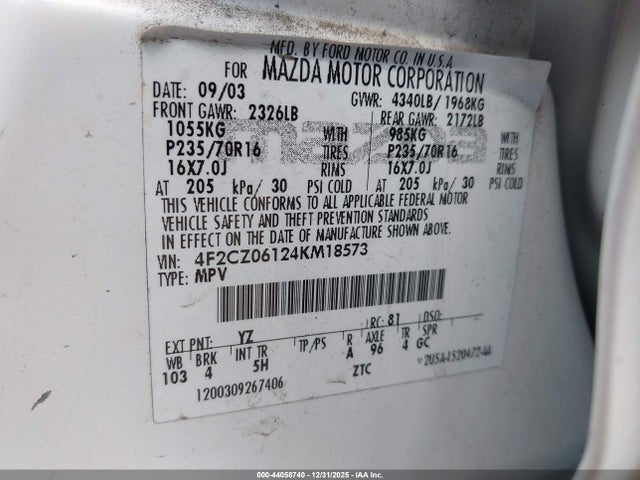 MFD. BY FORD MOTOR CO. IN U.S.A.
FOR MAZDA MOTOR CORPORATION
DATE: 09/03 GVWR: 4340LB/ 1968KG
FRONT GAWR: 2326LB REAR GAWR: 2172LB
1055KG WITH 985KG WITH
P235/70R16 TIRES P235/70R16 TIRES
16X7.0J RIMS 16X7.0J RIMS
AT 205 kPa/ 30 PSI COLD AT 205 kPa/ 30 PSI COLD
THIS VEHICLE CONFORMS TO ALL APPLICABLE FEDERAL MOTOR
VEHICLE SAFETY AND THEFT PREVENTION STANDARDS
IN EFFECT ON THE DATE OF MANUFACTURE SHOWN ABOVE.
VIN: 4F2CZ06124KM18573
TYPE: MPV
EXT PNT: YZ RC: 81 DSO:
WB BRK INT TR TP/PS R AXLE TR SPR
103 4 5H A 96 4 GC
1200309267406 ZTC
mazda
000-44058740 - 12/31/2025 - IAA, Inc.